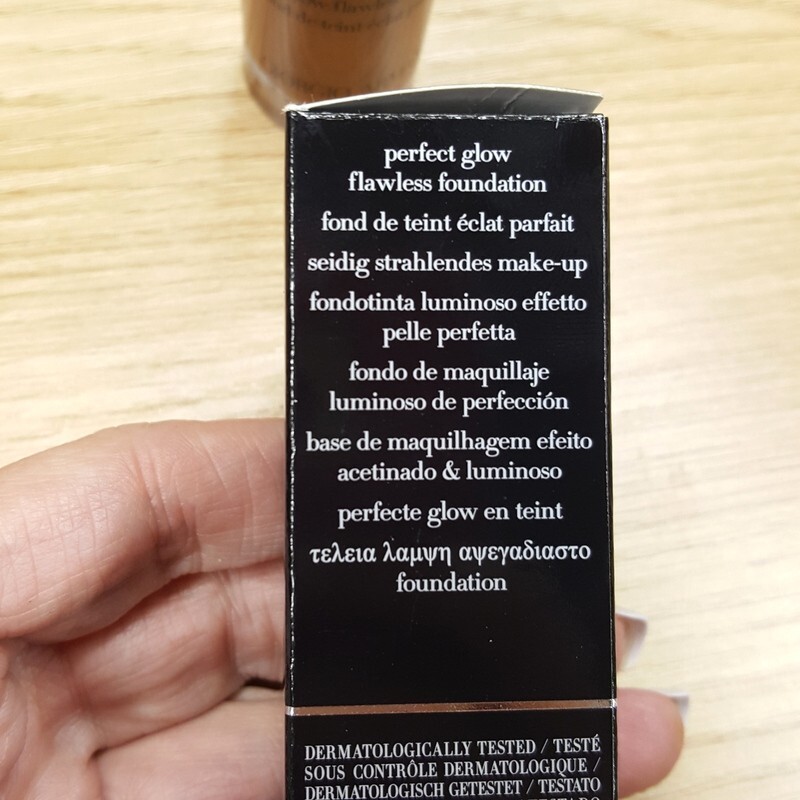 perfect glow
flawless foundation
fond de teint éclat parfait
seidig strahlendes make-up
fondotinta luminoso effetto
pelle perfetta
fondo de maquillaje
luminoso de perfección
base de maquilhagem efeito
acetinado & luminoso
perfecte glow en teint
τελεια λαμψη αψεγαδιαστο
foundation
DERMATOLOGICALLY TESTED / TESTÉ
SOUS CONTRÔLE DERMATOLOGIQUE /
DERMATOLOGISCH GETESTET / TESTATO